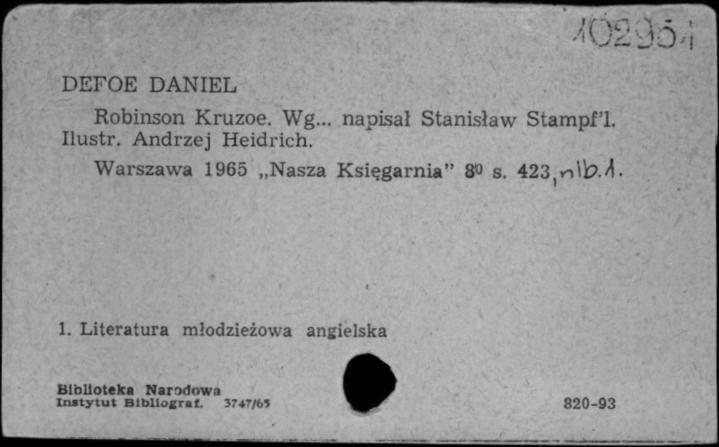 102951
DEFOE DANIEL
Robinson Kruzoe. Wg... napisał Stanisław Stampf'l.
Ilustr. Andrzej Heidrich.
Warszawa 1965 „Nasza Księgarnia” 8⁰ s. 423, nlb. 1.
1. Literatura młodzieżowa angielska
Biblioteka Narodowa
Instytut Bibliograf. 3747/65
820-93